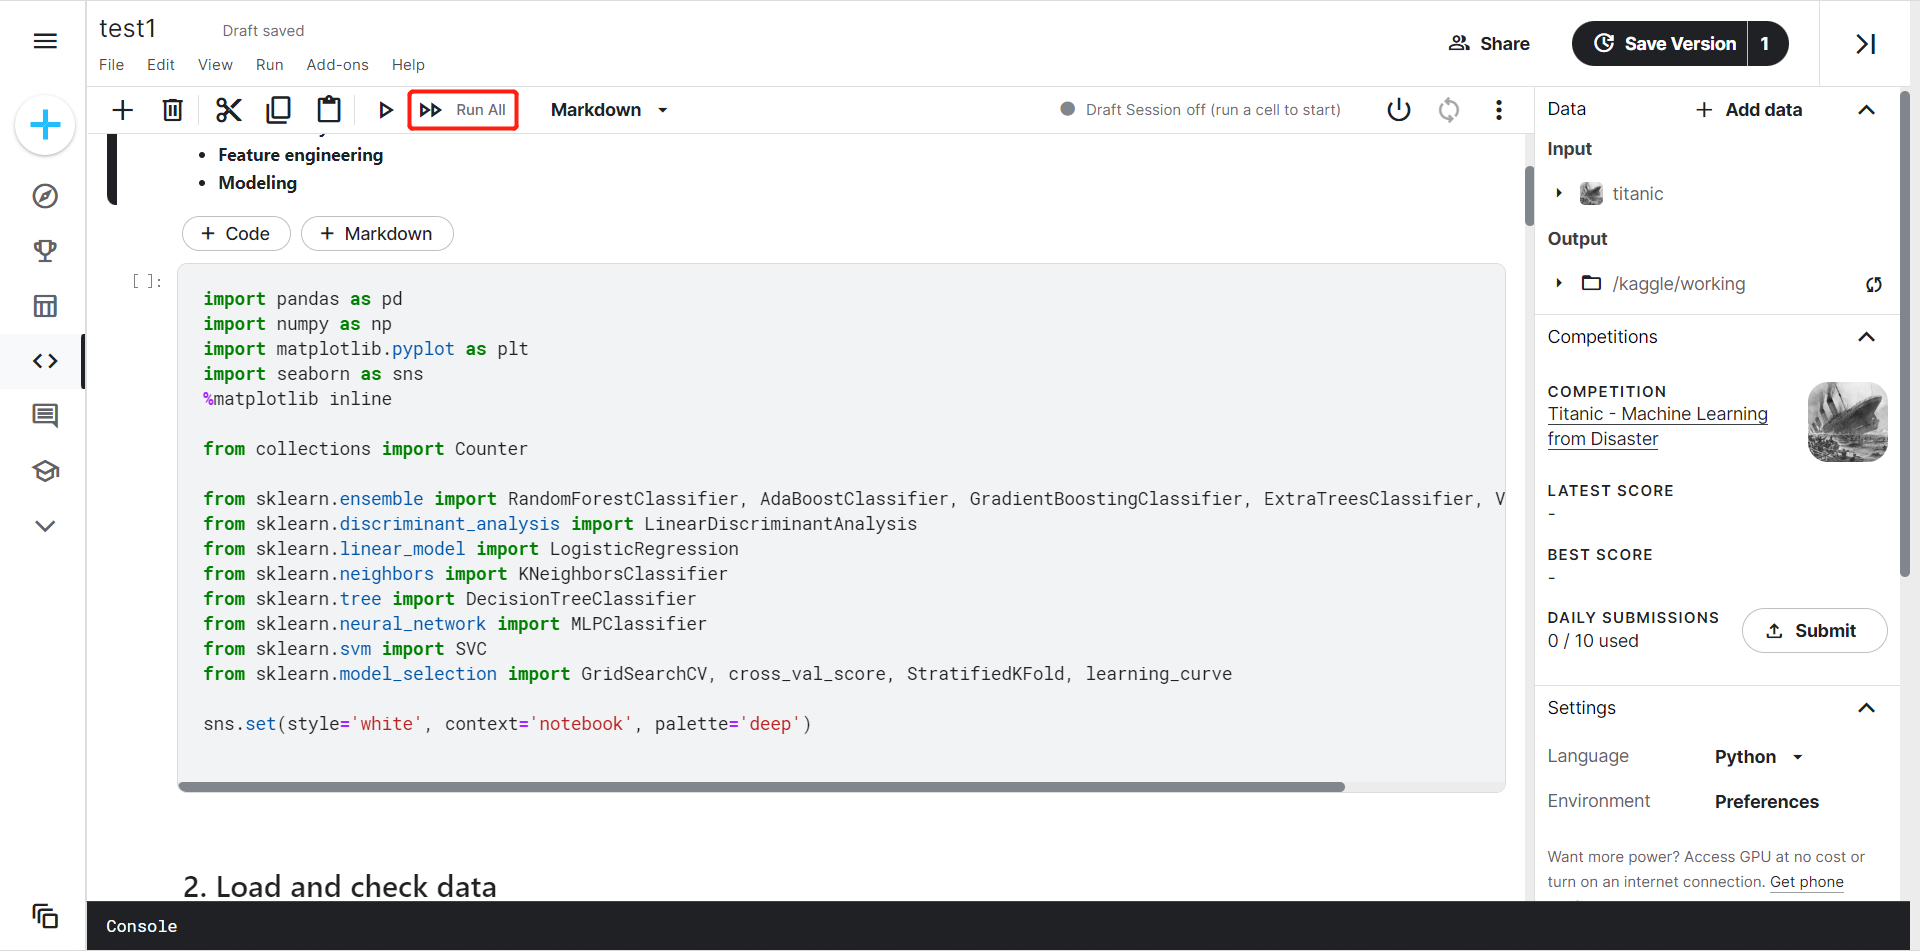 test1
Draft saved
File Edit View Run Add-ons Help
Share
Save Version 1
Run All
Markdown
Draft Session off (run a cell to start)
• Feature engineering
• Modeling
+ Code
+ Markdown
[ ]:
import pandas as pd
import numpy as np
import matplotlib.pyplot as plt
import seaborn as sns
%matplotlib inline
from collections import Counter
from sklearn.ensemble import RandomForestClassifier, AdaBoostClassifier, GradientBoostingClassifier, ExtraTreesClassifier, V
from sklearn.discriminant_analysis import LinearDiscriminantAnalysis
from sklearn.linear_model import LogisticRegression
from sklearn.neighbors import KNeighborsClassifier
from sklearn.tree import DecisionTreeClassifier
from sklearn.neural_network import MLPClassifier
from sklearn.svm import SVC
from sklearn.model_selection import GridSearchCV, cross_val_score, StratifiedKFold, learning_curve
sns.set(style='white', context='notebook', palette='deep')
2. Load and check data
Console
Data
+ Add data
Input
titanic
Output
/kaggle/working
Competitions
COMPETITION
Titanic - Machine Learning
from Disaster
LATEST SCORE
-
BEST SCORE
-
DAILY SUBMISSIONS
0 / 10 used
Submit
Settings
Language Python
Environment Preferences
Want more power? Access GPU at no cost or
turn on an internet connection. Get phone